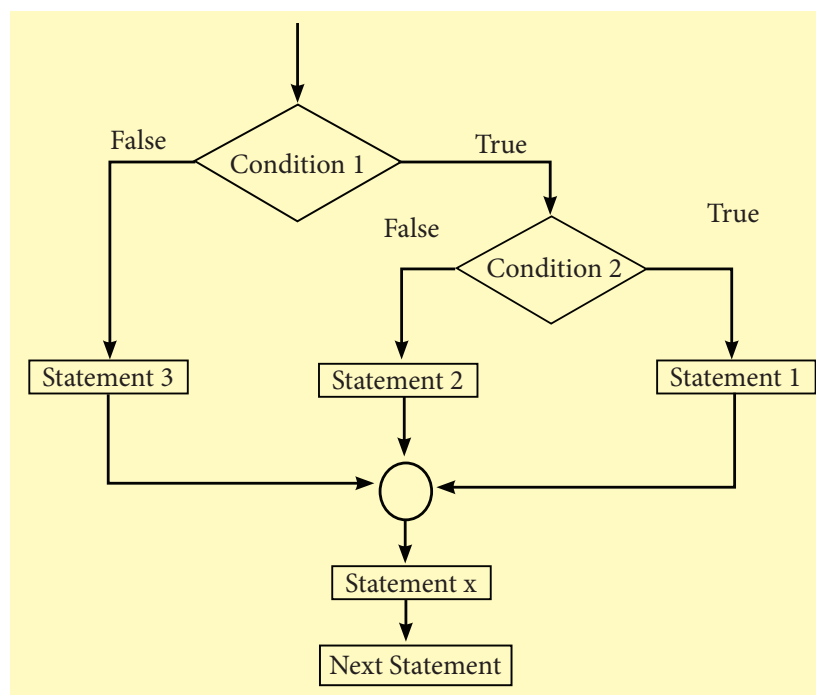 False
True
Condition 1
False
True
Condition 2
Statement 3
Statement 2
Statement 1
Statement x
Next Statement